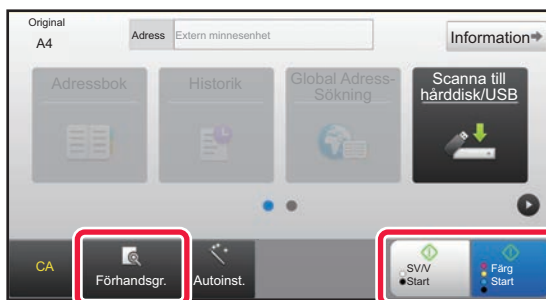 Original
A4
Adress Extern minnesenhet
Information
Adressbok
Historik
Global Adress-
Sökning
Scanna till
hårddisk/USB
CA
Förhandsgr.
Autoinst.
SV/V
Start
Färg
Start